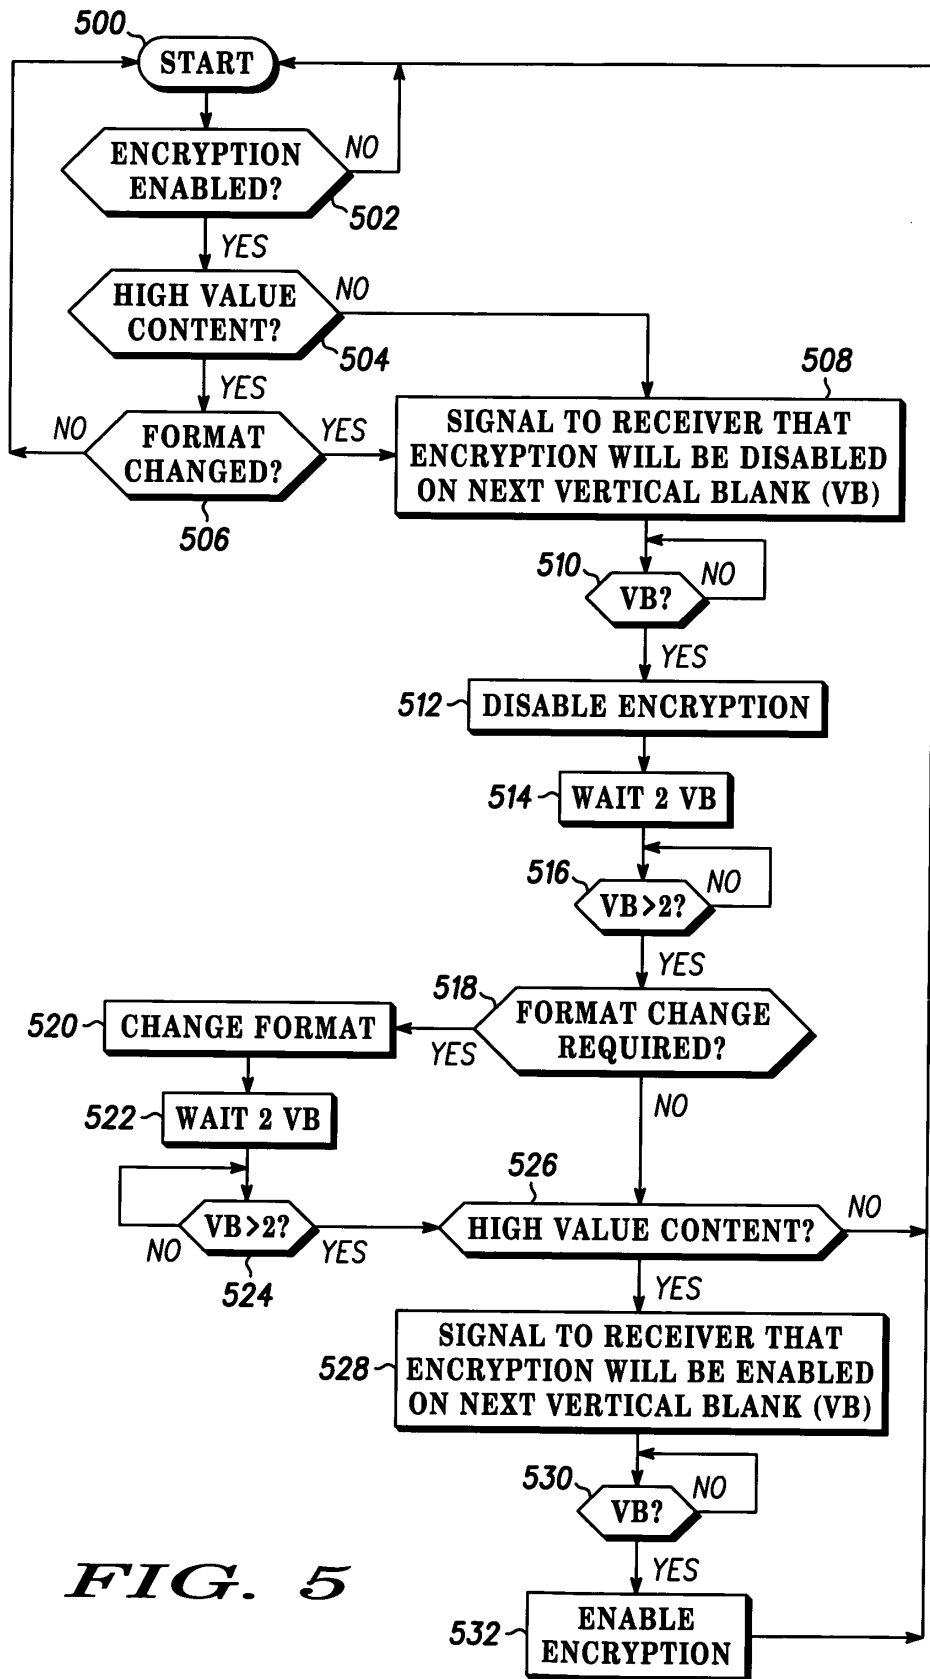 500
START
ENCRYPTION
ENABLED?
NO
502
YES
HIGH VALUE
CONTENT?
NO
504
YES
508
NO
FORMAT
CHANGED?
YES
506
SIGNAL TO RECEIVER THAT
ENCRYPTION WILL BE DISABLED
ON NEXT VERTICAL BLANK (VB)
510
VB?
NO
YES
512
DISABLE ENCRYPTION
514
WAIT 2 VB
516
VB>2?
NO
YES
518
FORMAT CHANGE
REQUIRED?
YES
NO
520
CHANGE FORMAT
522
WAIT 2 VB
VB>2?
NO
YES
524
526
HIGH VALUE CONTENT?
NO
YES
528
SIGNAL TO RECEIVER THAT
ENCRYPTION WILL BE ENABLED
ON NEXT VERTICAL BLANK (VB)
530
VB?
NO
YES
532
ENABLE
ENCRYPTION
FIG. 5